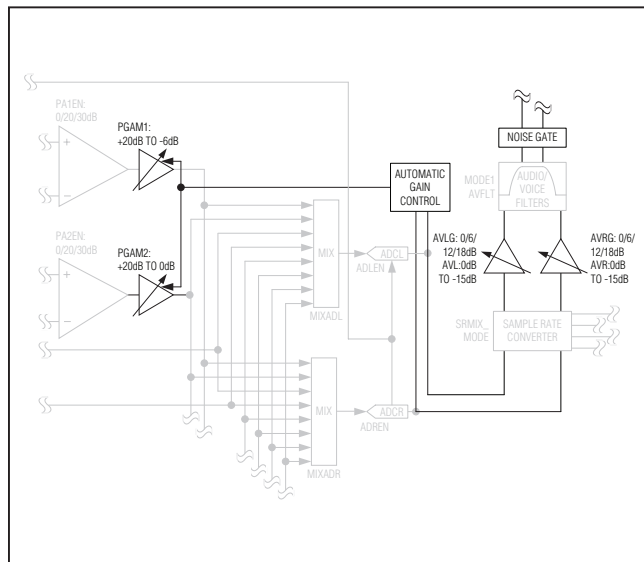 PA1EN:
0/20/30dB
PGAM1:
+20dB TO -6dB
+
−
PA2EN:
0/20/30dB
PGAM2:
+20dB TO 0dB
+
−
MIX
MIXADL
ADLEN
ADCL
MIX
MIXADR
ADREN
ADCR
AUTOMATIC
GAIN
CONTROL
NOISE GATE
MODE1
AVFLT
AUDIO/
VOICE
FILTERS
AVLG: 0/6/
12/18dB
AVL:0dB
TO -15dB
AVRG: 0/6/
12/18dB
AVR:0dB
TO -15dB
SRMIX_
MODE
SAMPLE RATE
CONVERTER